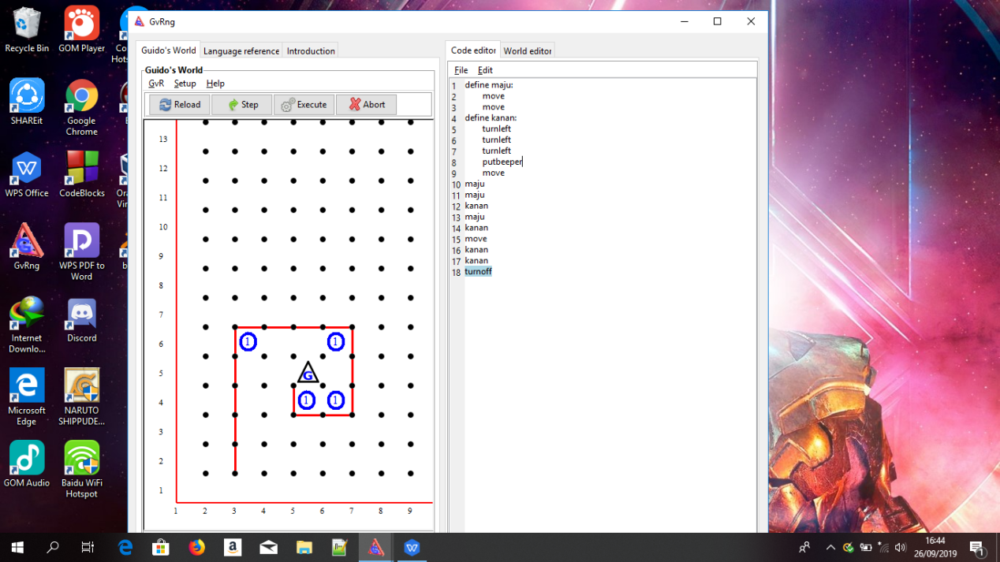 GvRng
Recycle Bin
GOM Player
Co
Hots
SHAREit
Google
Chrome
WPS Office
CodeBlocks
Ora
Vir
GvRng
WPS PDF to
Word
Internet
Downlo...
Discord
Microsoft
Edge
NARUTO
SHIPPUDE...
GOM Audio
Baidu WiFi
Hotspot
Guido's World
Language reference
Introduction
Guido's World
GvR
Setup
Help
Reload
Step
Execute
Abort
13
12
11
10
9
8
7
6
5
4
3
2
1
1 1
G
1 1
1 2 3 4 5 6 7 8 9
Code editor
World editor
File
Edit
1 define maju:
2 move
3 move
4 define kanan:
5 turnleft
6 turnleft
7 turnleft
8 putbeeper
9 move
10 maju
11 maju
12 kanan
13 maju
14 kanan
15 move
16 kanan
17 kanan
18 turnoff
16:44
26/09/2019
1